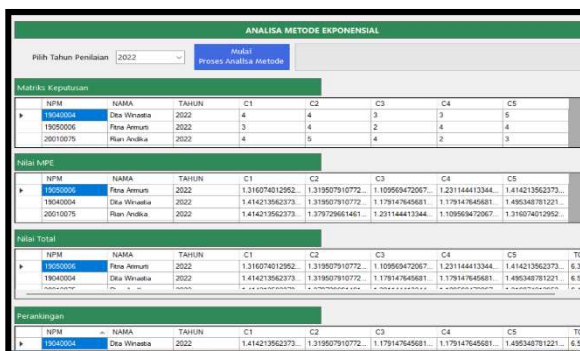 ANALISA METODE EXPONENSIAL
Pilih Tahun Penilaian 2022 Mulai
Proses Analisa Metode
Matriks Keputusan
NPM NAMA TAHUN C1 C2 C3 C4 C5
19040004 Dita Winastia 2022 4 4 3 3 5
19050006 Fitria Armunti 2022 3 4 2 4 4
20010075 Rian Andika 2022 4 5 4 2 3
Nilai MPE
NPM NAMA TAHUN C1 C2 C3 C4 C5
19050006 2022 1.316074012952... 1.319507910772... 1.109569472067... 1.231144413344... 1.414213562373...
19040004 Dita Winastia 2022 1.414213562373... 1.319507910772... 1.179147645681... 1.179147645681... 1.495348781221...
20010075 Rian Andika 2022 1.414213562373... 1.379729661461... 1.231144413344... 1.109569472067... 1.316074012952...
Nilai Total
NPM NAMA TAHUN C1 C2 C3 C4 C5
19050006 2022 1.316074012952... 1.319507910772... 1.109569472067... 1.231144413344... 1.414213562373...
19040004 Dita Winastia 2022 1.414213562373... 1.319507910772... 1.179147645681... 1.179147645681... 1.495348781221...
Perankingan
NPM NAMA TAHUN C1 C2 C3 C4 C5
19040004 Dita Winastia 2022 1.414213562373... 1.319507910772... 1.179147645681... 1.179147645681... 1.495348781221...